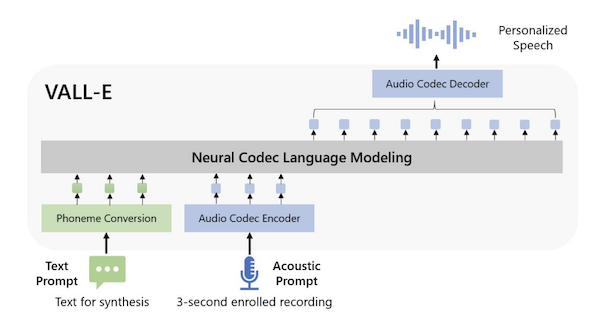 Personalized
Speech
VALL-E
Audio Codec Decoder
Neural Codec Language Modeling
Phoneme Conversion
Audio Codec Encoder
Text
Prompt
Acoustic
Prompt
Text for synthesis
3-second enrolled recording